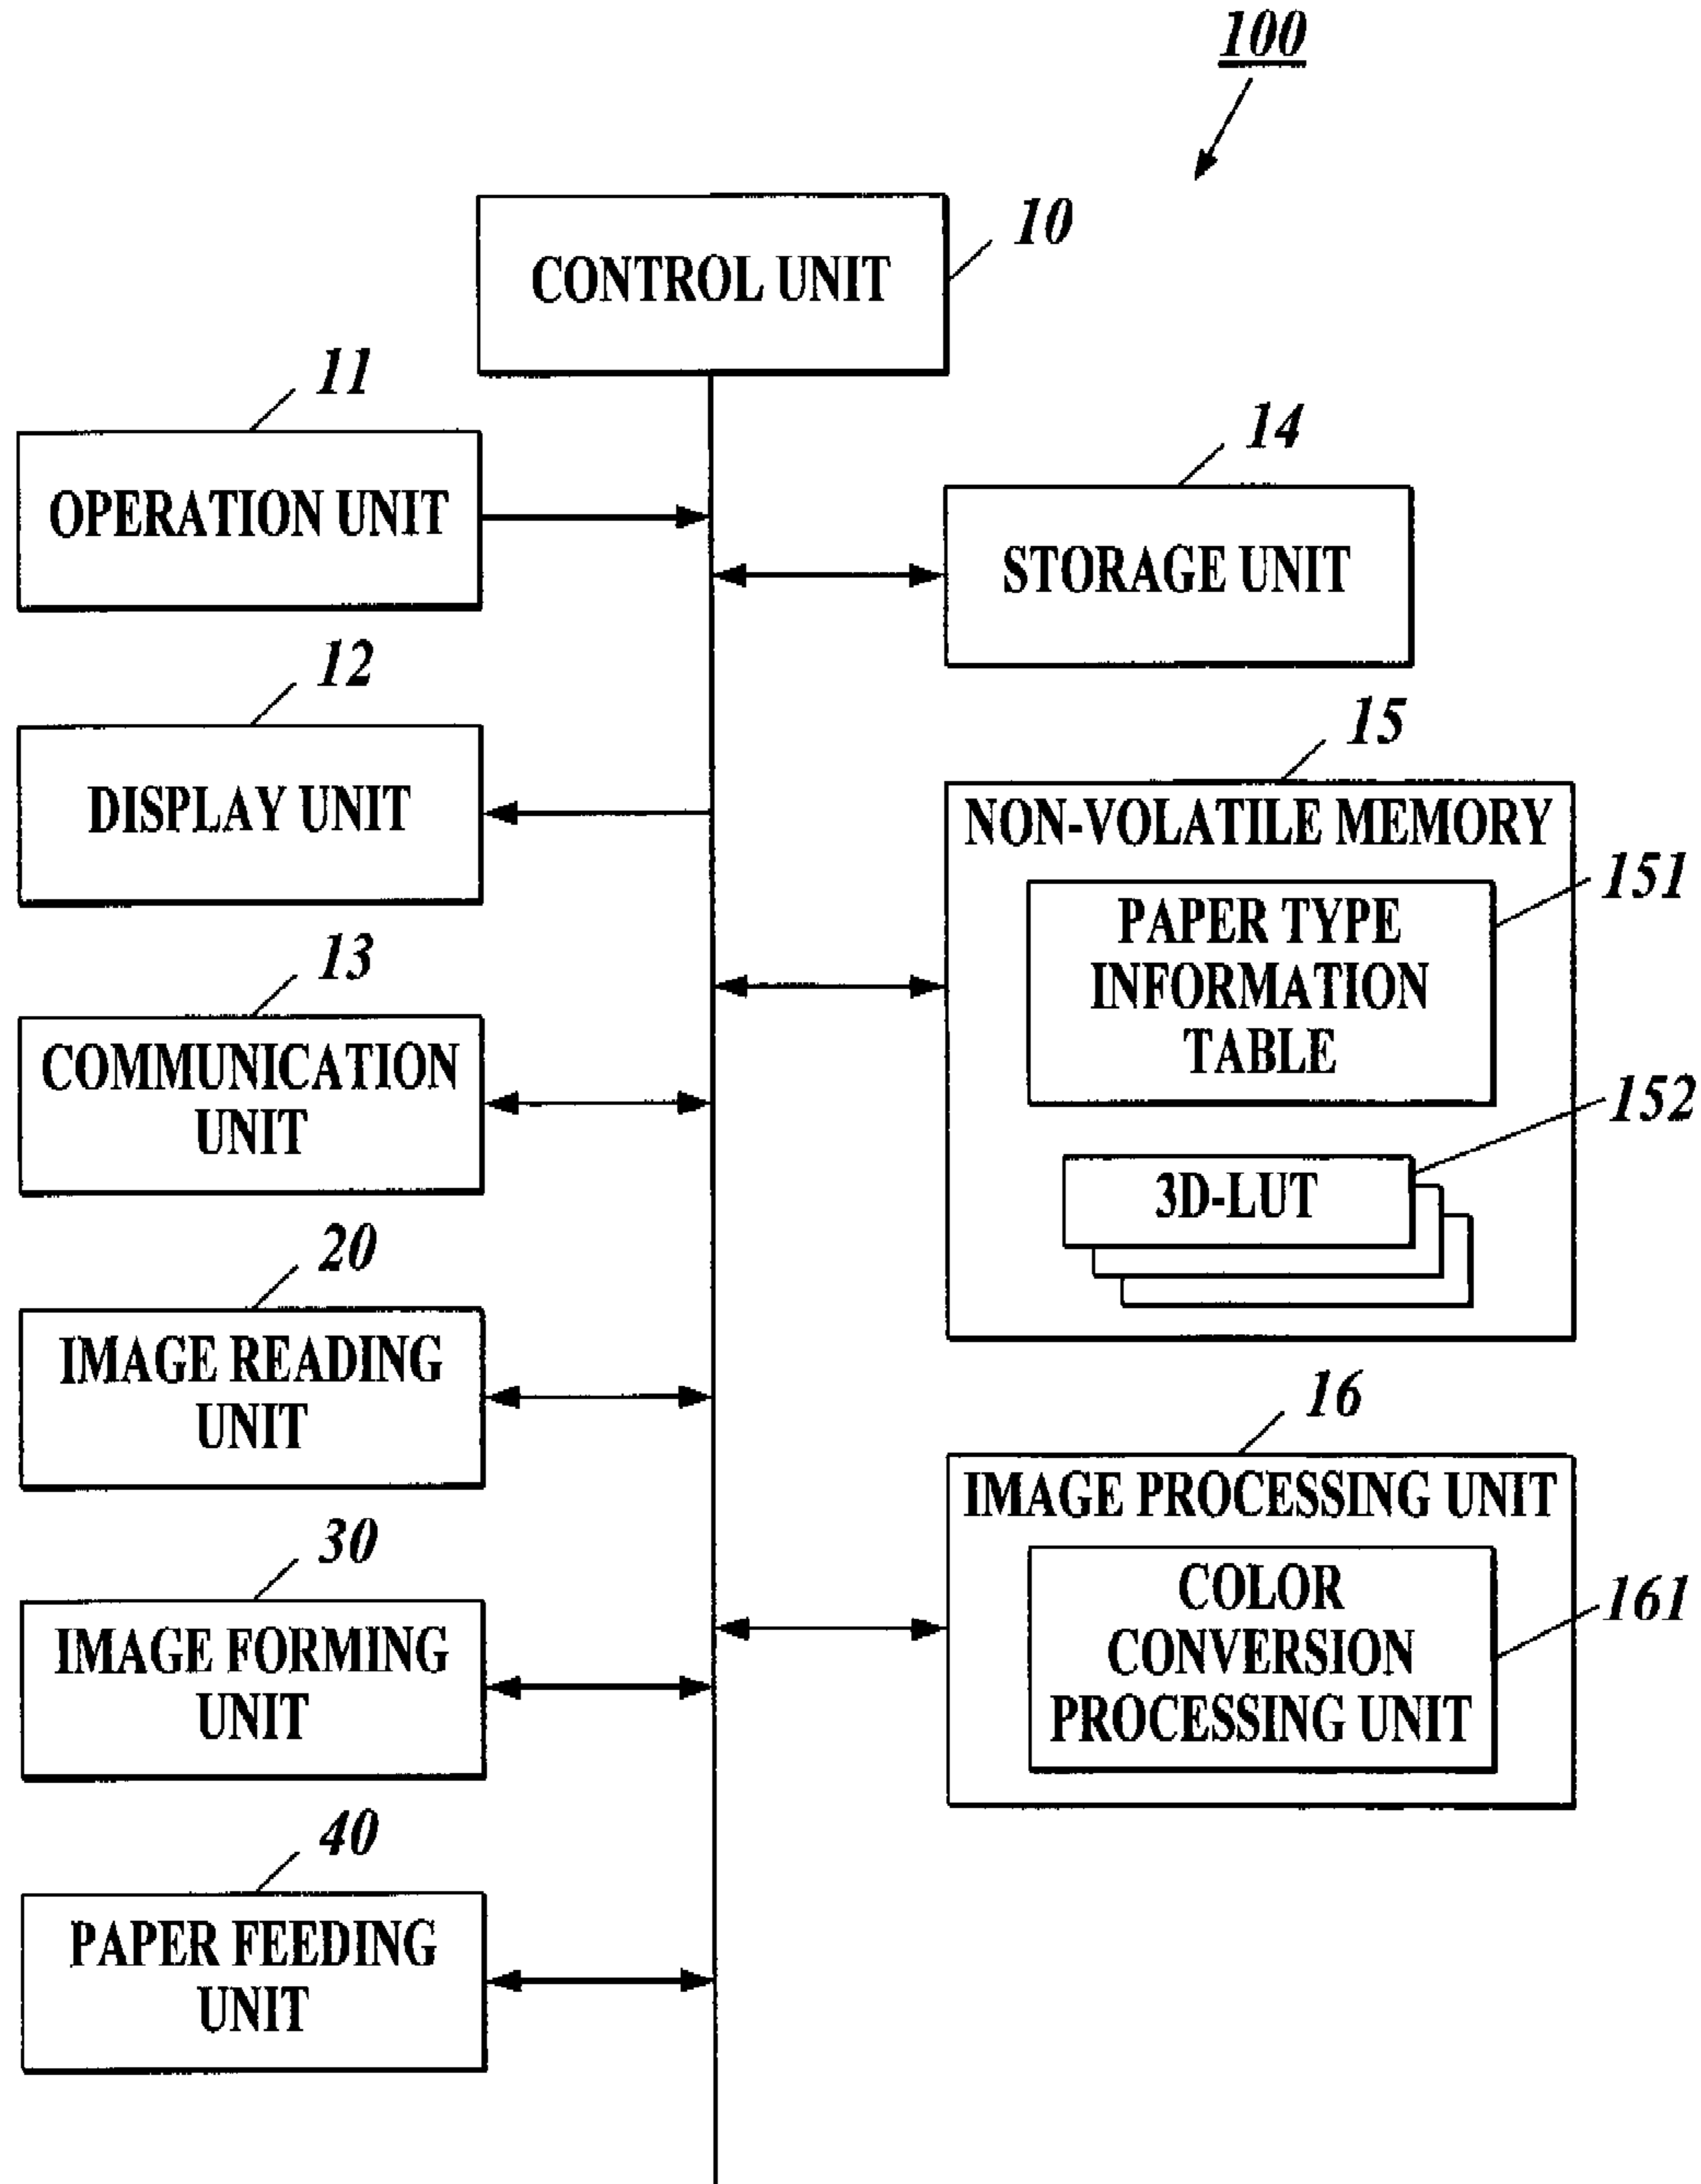 100
10
CONTROL UNIT
11
OPERATION UNIT
14
STORAGE UNIT
12
DISPLAY UNIT
15
NON-VOLATILE MEMORY
151
PAPER TYPE
INFORMATION
TABLE
13
COMMUNICATION
UNIT
152
3D-LUT
20
IMAGE READING
UNIT
16
IMAGE PROCESSING UNIT
161
COLOR
CONVERSION
PROCESSING UNIT
30
IMAGE FORMING
UNIT
40
PAPER FEEDING
UNIT